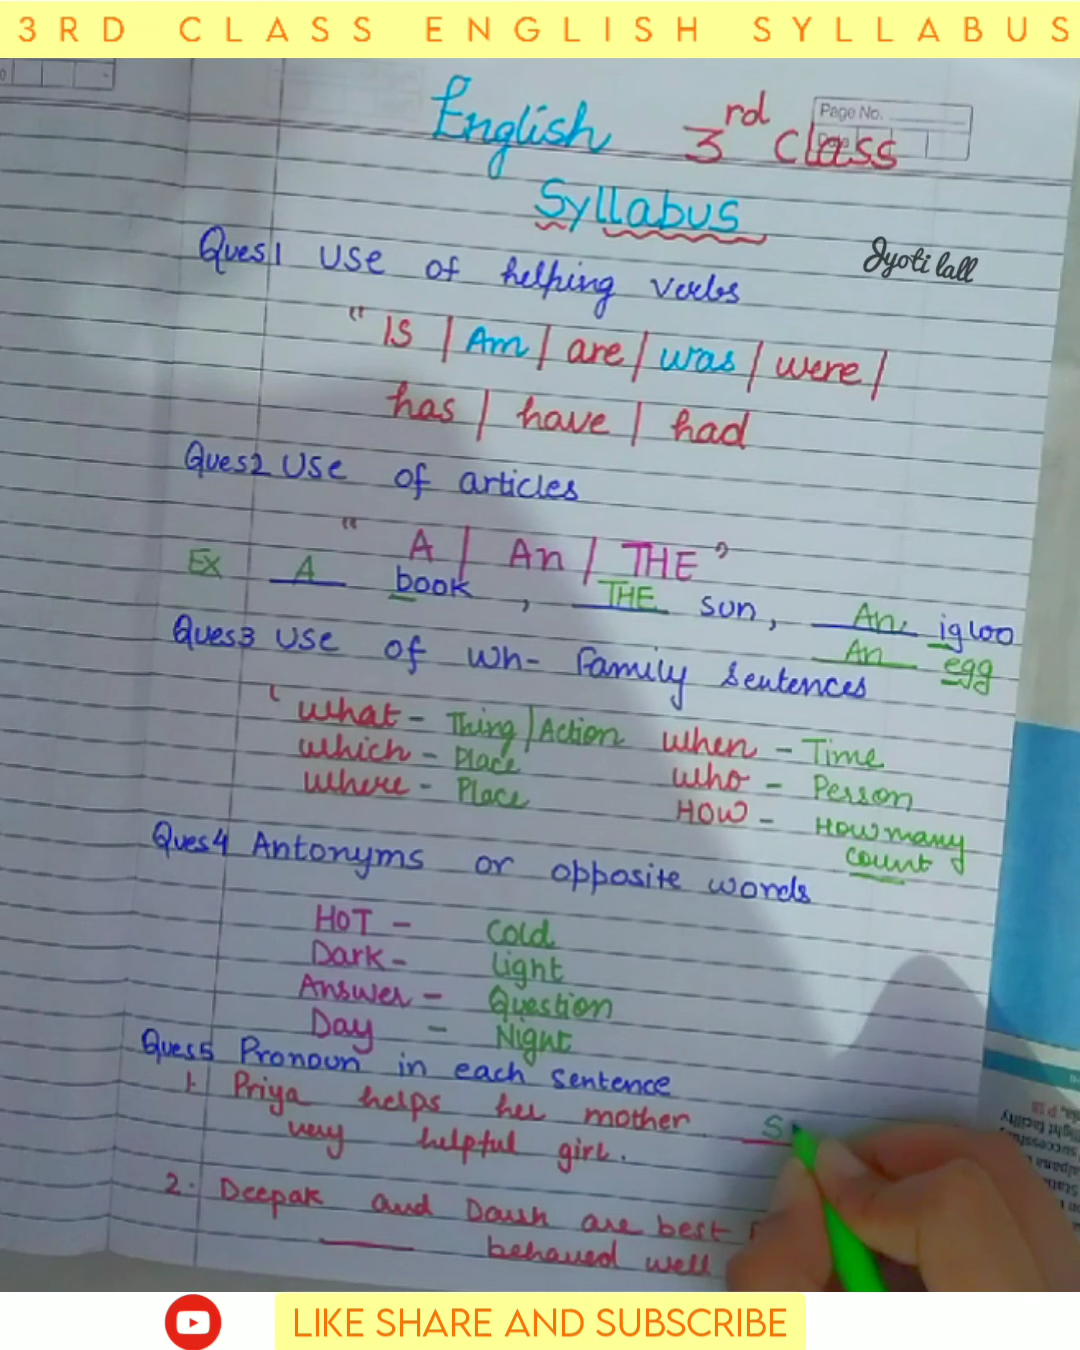 3RD CLASS ENGLISH SYLLABUS
Page No.
English 3rd class
Syllabus
Jyoti lall
Ques1 Use of helping verbs
" IS | Am | are | was | were |
has | have | had
Ques2 Use of articles
" A | An | THE "
Ex A book , THE sun, An igloo
An egg
Ques3 Use of Wh- Family sentences
' what - Thing | Action when - Time
which - Place who - Person
where - Place HOW - How many
count
Ques4 Antonyms or opposite words
HOT - Cold
Dark - light
Answer - Question
Day - Night
Ques5 Pronoun in each sentence
1. Priya helps her mother. S
very helpful girl.
2. Deepak and Daush are best
behaved well
LIKE SHARE AND SUBSCRIBE